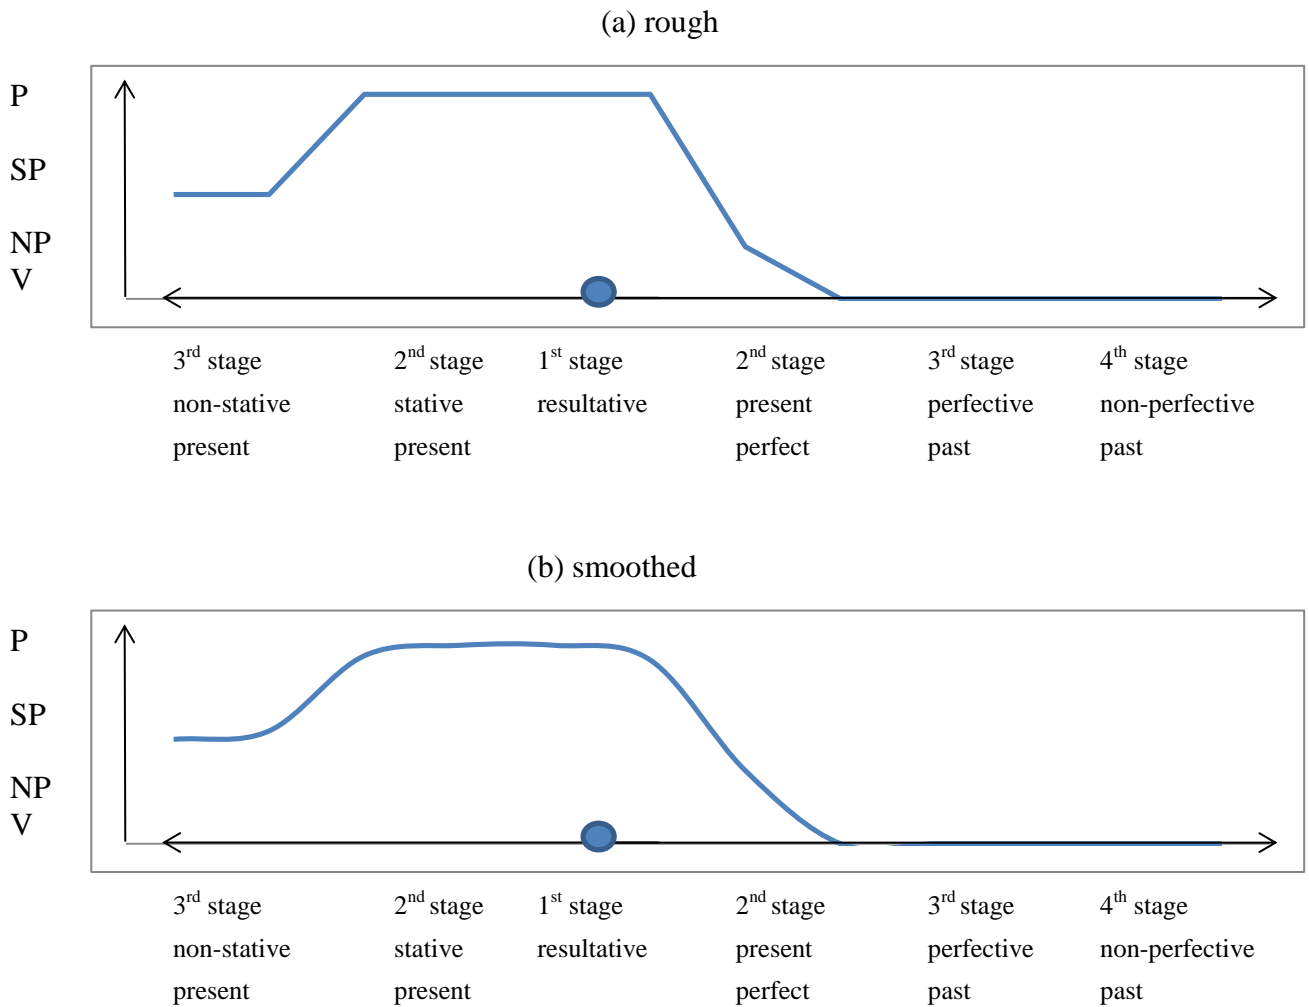 (a) rough
P
SP
NP
V
3rd stage 2nd stage 1st stage 2nd stage 3rd stage 4th stage
non-stative stative resultative present perfective non-perfective
present present perfect past past
(b) smoothed
P
SP
NP
V
3rd stage 2nd stage 1st stage 2nd stage 3rd stage 4th stage
non-stative stative resultative present perfective non-perfective
present present perfect past past